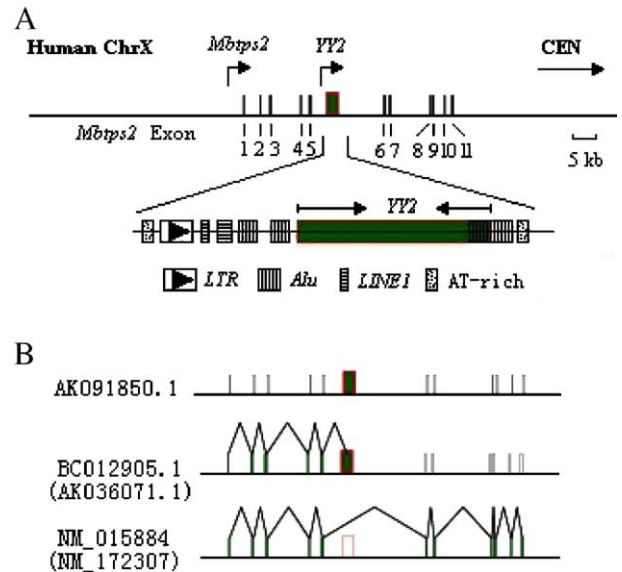 A
Human ChrX Mbtps2 YY2 CEN
Mbtps2 Exon 1 2 3 4 5 6 7 8 9 10 11 5 kb
YY2
LTR Alu LINE1 AT-rich
B
AK091850.1
BC012905.1
(AK036071.1)
NM_015884
(NM_172307)